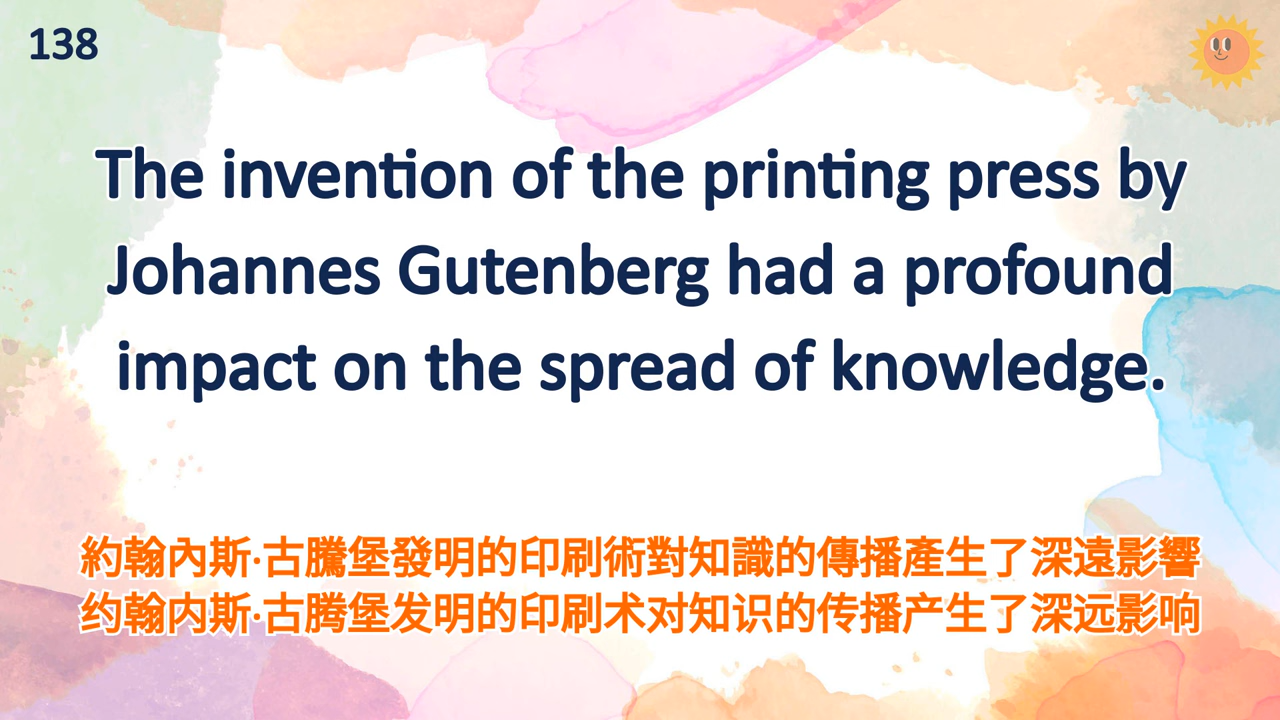 138
The invention of the printing press by
Johannes Gutenberg had a profound
impact on the spread of knowledge.
約翰內斯·古騰堡發明的印刷術對知識的傳播產生了深遠影響
约翰内斯·古腾堡发明的印刷术对知识的传播产生了深远影响